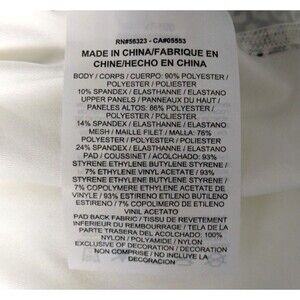 RN#56323 - CA#05553
MADE IN CHINA/FABRIQUE EN
CHINE/HECHO EN CHINA
BODY / CORPS / CUERPO: 90% POLYESTER /
POLYESTER / POLIESTER
10% SPANDEX / ELASTHANNE / ELASTANO
UPPER PANELS / PANNEAUX DU HAUT /
PANELES ALTOS: 86% POLYESTER /
POLYESTER / POLIESTER
14% SPANDEX / ELASTHANNE / ELASTANO
MESH / MAILLE FILET / MALLA: 76%
POLYESTER / POLYESTER / POLIESTER
24% SPANDEX / ELASTHANNE / ELASTANO
PAD / COUSSINET / ACOLCHADO: 93%
STYRENE ETHYLENE BUTYLENE STYRENE /
STYRENE ETHYLENE BUTYLENE STYRENE /
7% ETHYLENE VINYL ACETATE / 93%
7% COPOLYMERE ETHYLENE ACETATE DE
VINYLE / 93% ESTIRENO ETILENO BUTILENO
ESTIRENO / 7% COPOLIMERO DE ETILENO
VINIL ACETATO
PAD BACK FABRIC / TISSU DE REVETEMENT
INFERIEUR DU REMBOURRAGE / TELA DE LA
PARTE TRASERA DEL ACOLCHADO: 100%
NYLON / POLYAMIDE / NYLON
EXCLUSIVE OF DECORATION / DECORATION
NON COMPRISE / NO INCLUYE LA
DECORACION